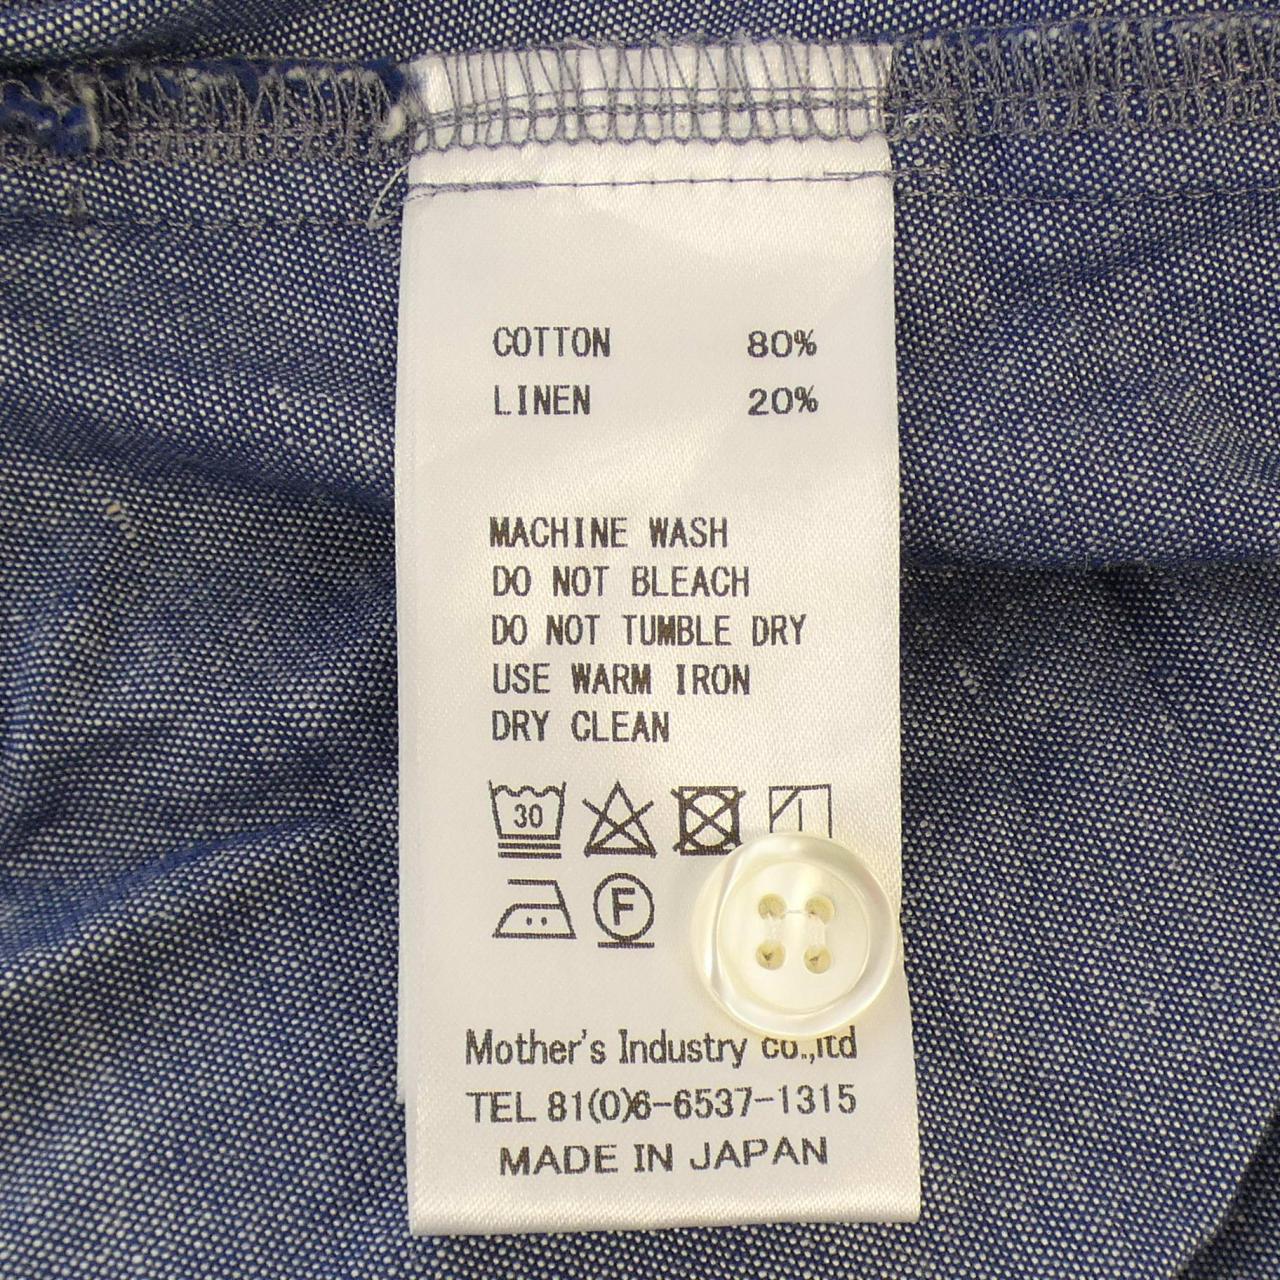 COTTON 80%
LINEN 20%
MACHINE WASH
DO NOT BLEACH
DO NOT TUMBLE DRY
USE WARM IRON
DRY CLEAN
30
F
Mother's Industry co.,ltd
TEL 81(0)6-6537-1315
MADE IN JAPAN